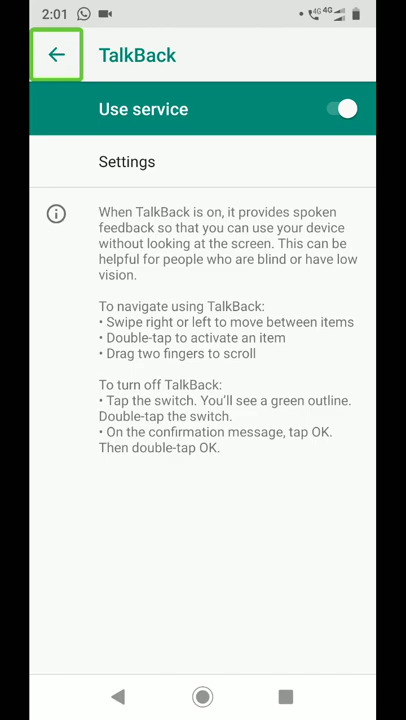 2:01
4G 4G
TalkBack
Use service
Settings
When TalkBack is on, it provides spoken
feedback so that you can use your device
without looking at the screen. This can be
helpful for people who are blind or have low
vision.
To navigate using TalkBack:
• Swipe right or left to move between items
• Double-tap to activate an item
• Drag two fingers to scroll
To turn off TalkBack:
• Tap the switch. You’ll see a green outline.
Double-tap the switch.
• On the confirmation message, tap OK.
Then double-tap OK.